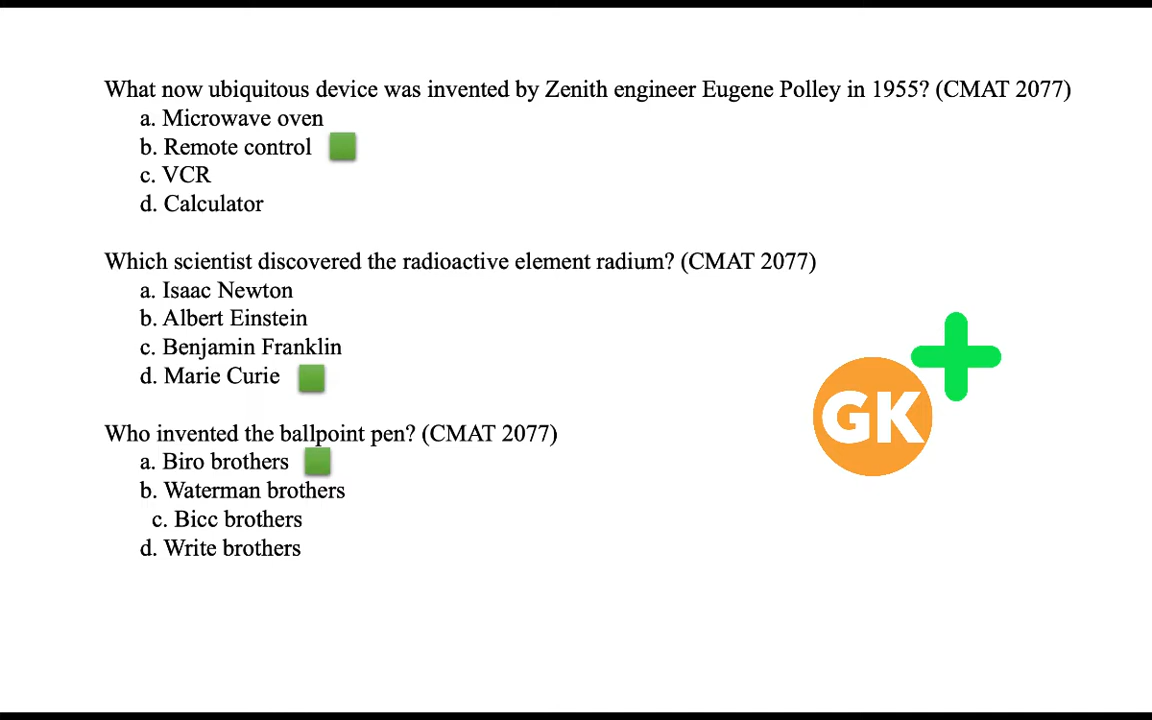 What now ubiquitous device was invented by Zenith engineer Eugene Polley in 1955? (CMAT 2077)
a. Microwave oven
b. Remote control
c. VCR
d. Calculator
Which scientist discovered the radioactive element radium? (CMAT 2077)
a. Isaac Newton
b. Albert Einstein
c. Benjamin Franklin
d. Marie Curie
Who invented the ballpoint pen? (CMAT 2077)
a. Biro brothers
b. Waterman brothers
c. Bicc brothers
d. Write brothers
GK